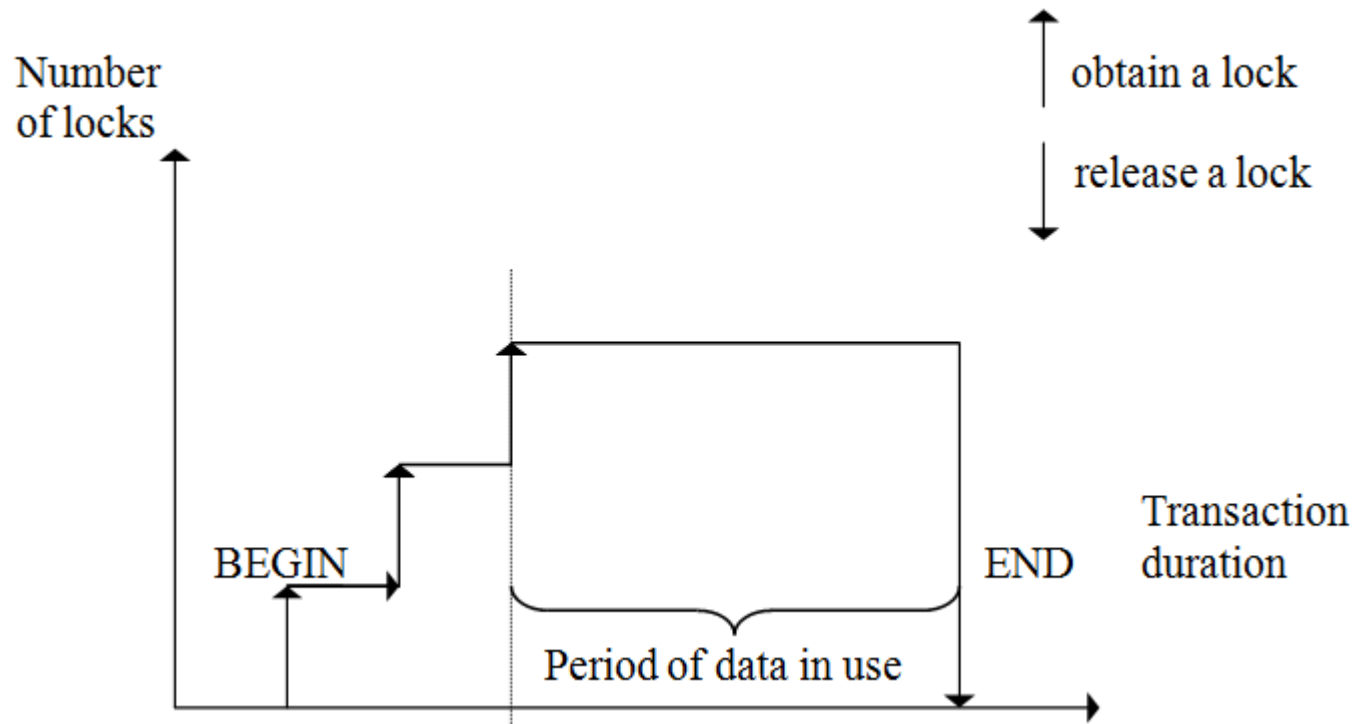 Number
of locks
obtain a lock
release a lock
BEGIN
END
Transaction
duration
Period of data in use